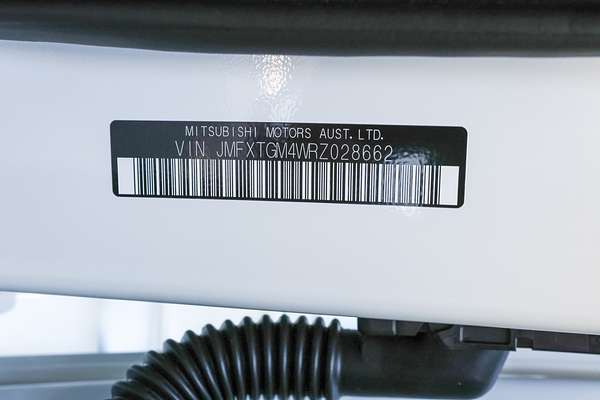 MITSUBISHI MOTORS AUST. LTD.
VIN JMFXTGM4WRZ028662